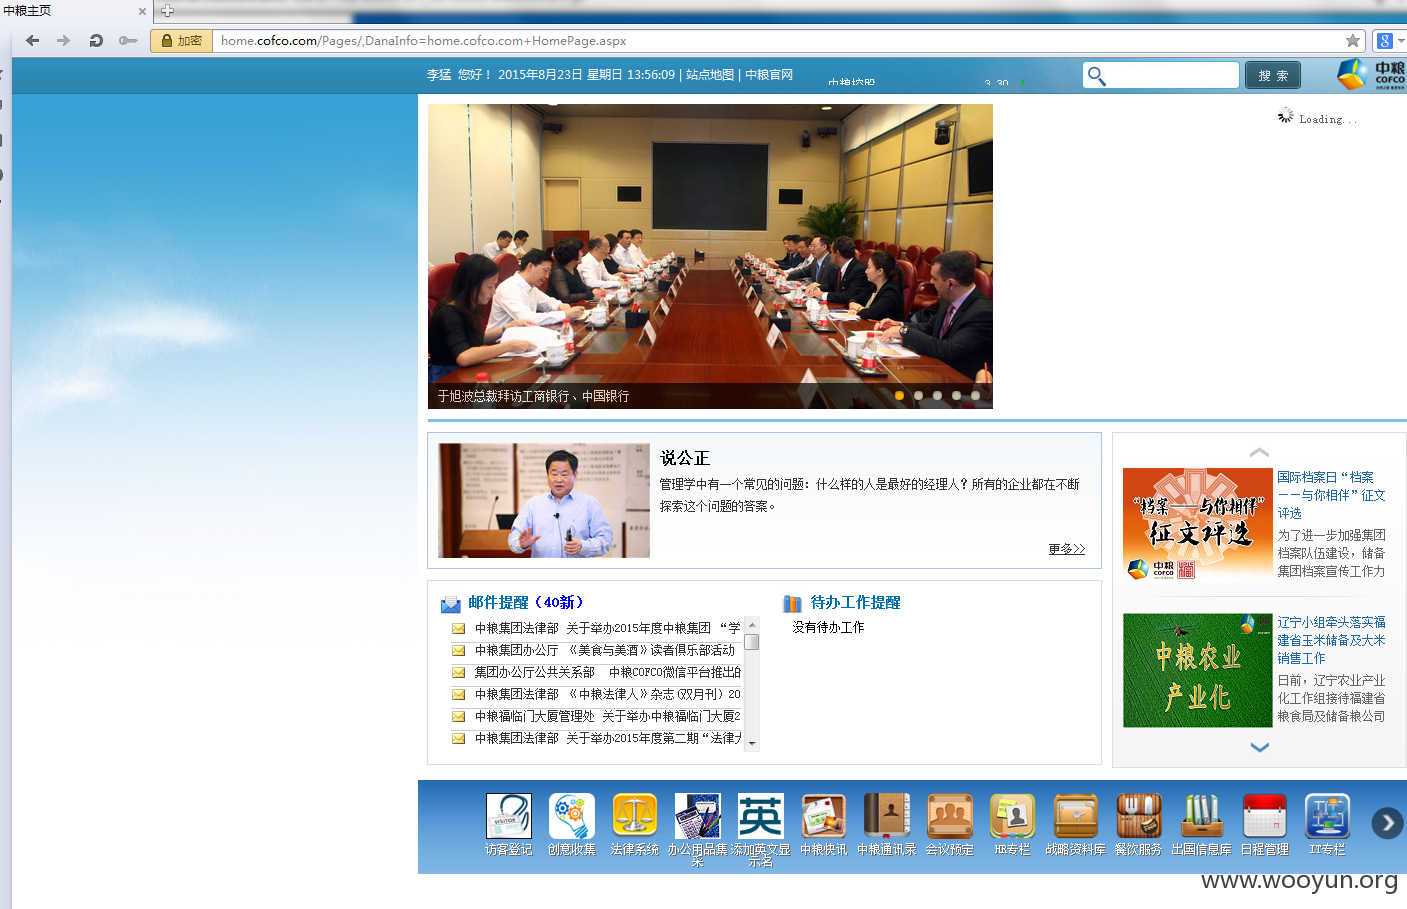 中粮主页
加密
home.cofco.com/Pages/,DanaInfo=home.cofco.com+HomePage.aspx
李猛 您好！ 2015年8月23日 星期日 13:56:09 | 站点地图 | 中粮官网
中粮控股
3.30
搜 索
中粮
COFCO
Loading...
于旭波总裁拜访工商银行、中国银行
说公正
管理学中有一个常见的问题：什么样的人是最好的经理人？所有的企业都在不断
探索这个问题的答案。
更多>>
邮件提醒（40新）
中粮集团法律部 关于举办2015年度中粮集团 “学
中粮集团办公厅 《美食与美酒》读者俱乐部活动
集团办公厅公共关系部 中粮COFCO微信平台推出的
中粮集团法律部 《中粮法律人》杂志（双月刊）20
中粮福临门大厦管理处 关于举办中粮福临门大厦2
中粮集团法律部 关于举办2015年度第二期“法律大
待办工作提醒
没有待办工作
“档案——与你相伴”
征文评选
中粮
COFCO
国际档案日“档案
——与你相伴”征文
评选
为了进一步加强集团
档案队伍建设，储备
集团档案宣传工作力
中粮农业
产业化
辽宁小组牵头落实福
建省玉米储备及大米
销售工作
日前，辽宁农业产业
化工作组接待福建省
粮食局及储备粮公司
VISITOR
英
访客登记
创意收集
法律系统
办公用品集
采
添加英文显
示名
中粮快讯
中粮通讯录
会议预定
HR专栏
战略资料库
餐饮服务
出国信息库
日程管理
IT专栏
www.wooyun.org